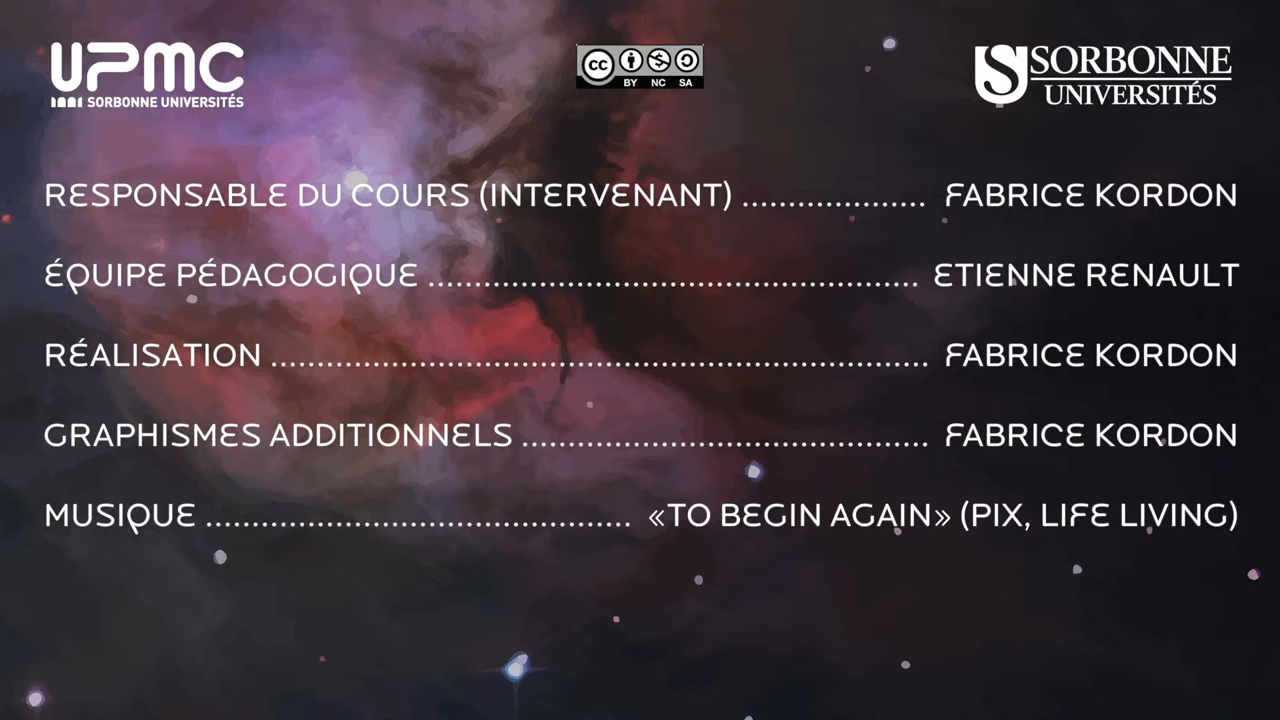 UPMC
SORBONNE UNIVERSITÉS
cc
BY NC SA
SORBONNE
UNIVERSITÉS
RESPONSABLE DU COURS (INTERVENANT) .................... FABRICE KORDON
ÉQUIPE PÉDAGOGIQUE ..................................................... ETIENNE RENAULT
RÉALISATION ....................................................................... FABRICE KORDON
GRAPHISMES ADDITIONNELS ............................................ FABRICE KORDON
MUSIQUE .............................................. «TO BEGIN AGAIN» (PIX, LIFE LIVING)